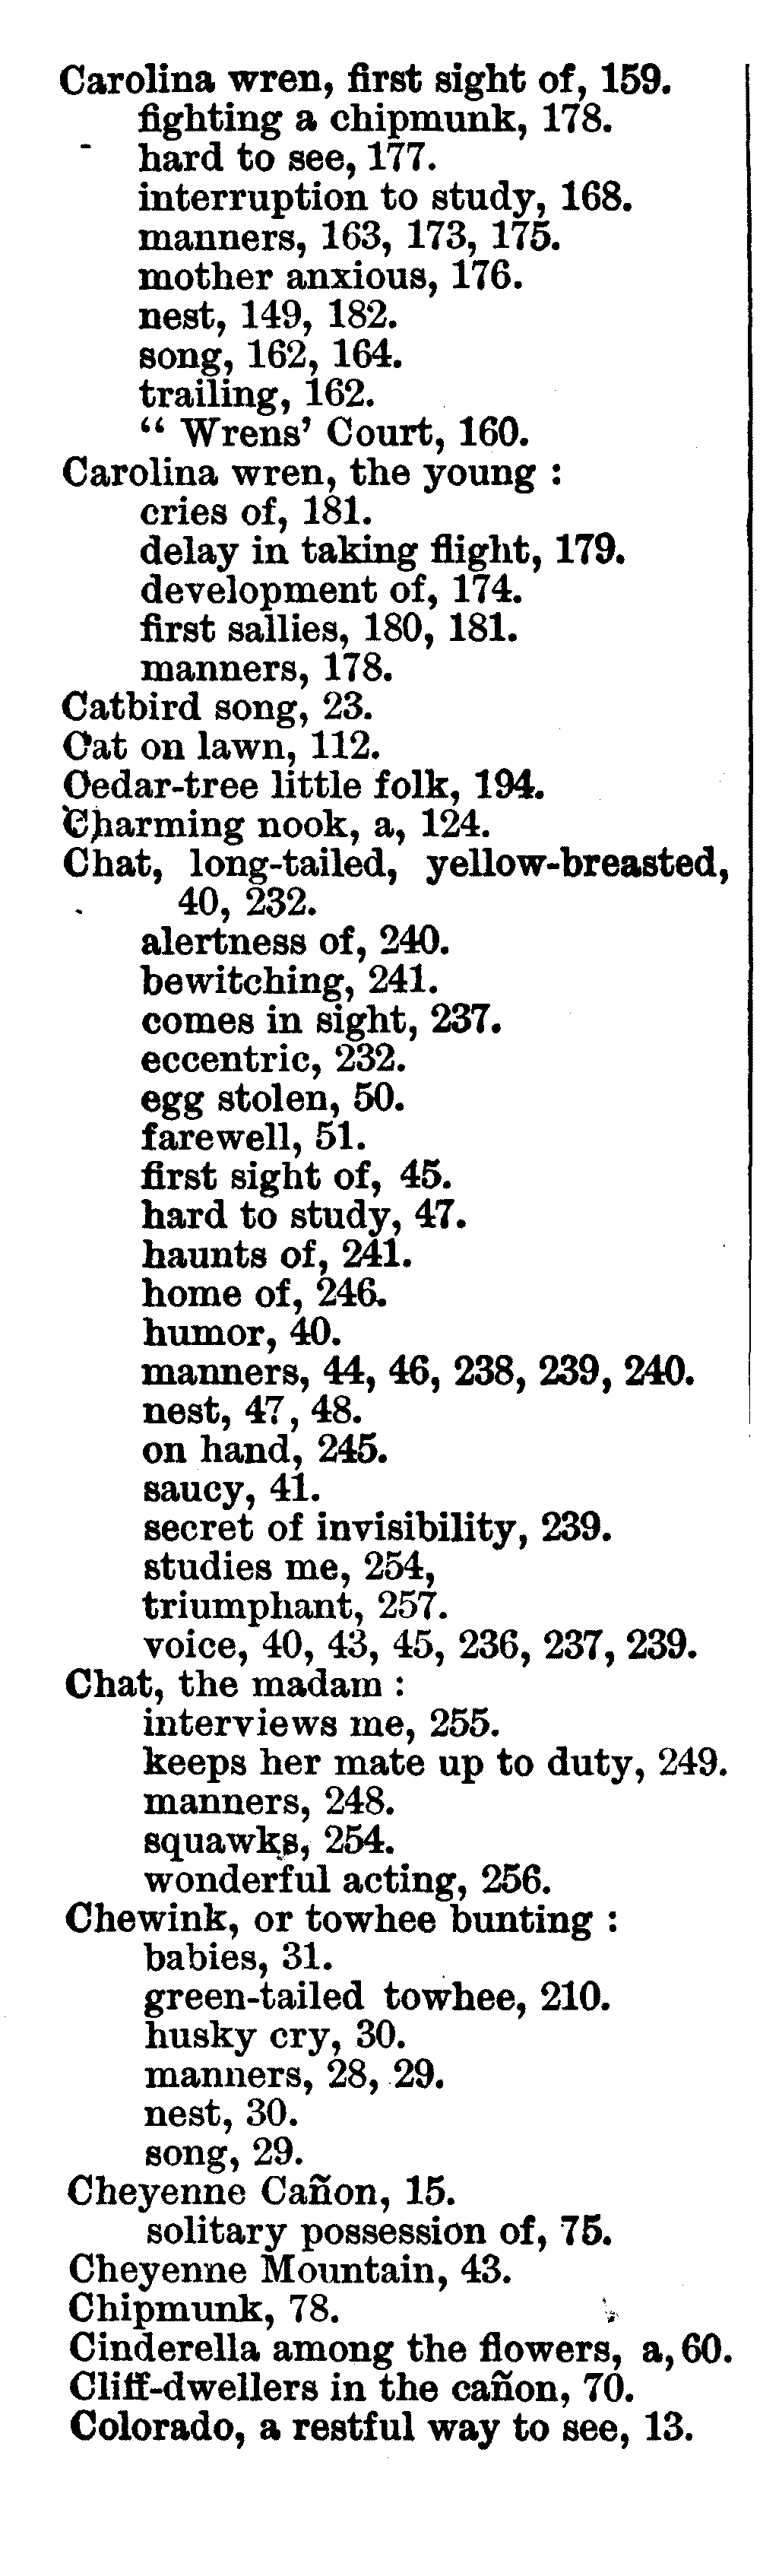 Carolina wren, first sight of, 159.
fighting a chipmunk, 178.
hard to see, 177.
interruption to study, 168.
manners, 163, 173, 175.
mother anxious, 176.
nest, 149, 182.
song, 162, 164.
trailing, 162.
“ Wrens’ Court, 160.
Carolina wren, the young :
cries of, 181.
delay in taking flight, 179.
development of, 174.
first sallies, 180, 181.
manners, 178.
Catbird song, 23.
Cat on lawn, 112.
Cedar-tree little folk, 194.
Charming nook, a, 124.
Chat, long-tailed, yellow-breasted,
40, 232.
alertness of, 240.
bewitching, 241.
comes in sight, 237.
eccentric, 232.
egg stolen, 50.
farewell, 51.
first sight of, 45.
hard to study, 47.
haunts of, 241.
home of, 246.
humor, 40.
manners, 44, 46, 238, 239, 240.
nest, 47, 48.
on hand, 245.
saucy, 41.
secret of invisibility, 239.
studies me, 254,
triumphant, 257.
voice, 40, 43, 45, 236, 237, 239.
Chat, the madam :
interviews me, 255.
keeps her mate up to duty, 249.
manners, 248.
squawks, 254.
wonderful acting, 256.
Chewink, or towhee bunting :
babies, 31.
green-tailed towhee, 210.
husky cry, 30.
manners, 28, 29.
nest, 30.
song, 29.
Cheyenne Cañon, 15.
solitary possession of, 75.
Cheyenne Mountain, 43.
Chipmunk, 78.
Cinderella among the flowers, a, 60.
Cliff-dwellers in the cañon, 70.
Colorado, a restful way to see, 13.